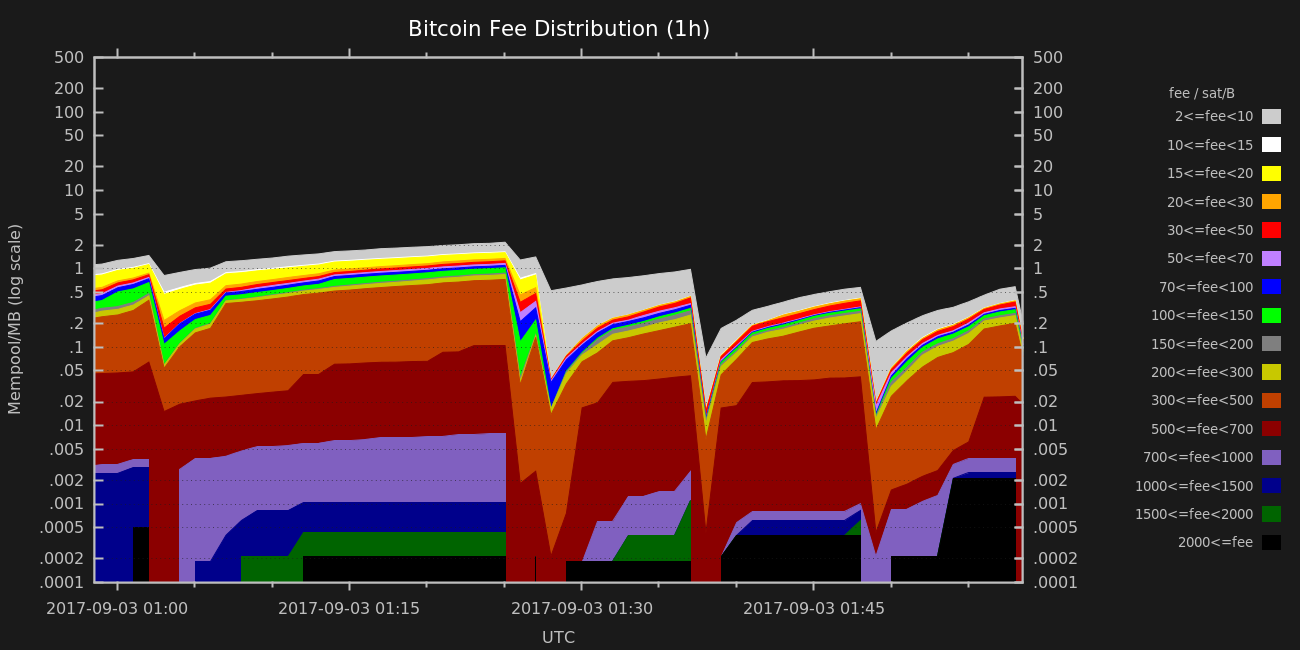 Bitcoin Fee Distribution (1h)
500 500
200 200
100 100
50 50
20 20
10 10
5 5
2 2
1 1
.5 .5
.2 .2
.1 .1
.05 .05
.02 .02
.01 .01
.005 .005
.002 .002
.001 .001
.0005 .0005
.0002 .0002
.0001 .0001
Mempool/MB (log scale)
2017-09-03 01:00 2017-09-03 01:15 2017-09-03 01:30 2017-09-03 01:45
UTC
fee / sat/B
2<=fee<10
10<=fee<15
15<=fee<20
20<=fee<30
30<=fee<50
50<=fee<70
70<=fee<100
100<=fee<150
150<=fee<200
200<=fee<300
300<=fee<500
500<=fee<700
700<=fee<1000
1000<=fee<1500
1500<=fee<2000
2000<=fee